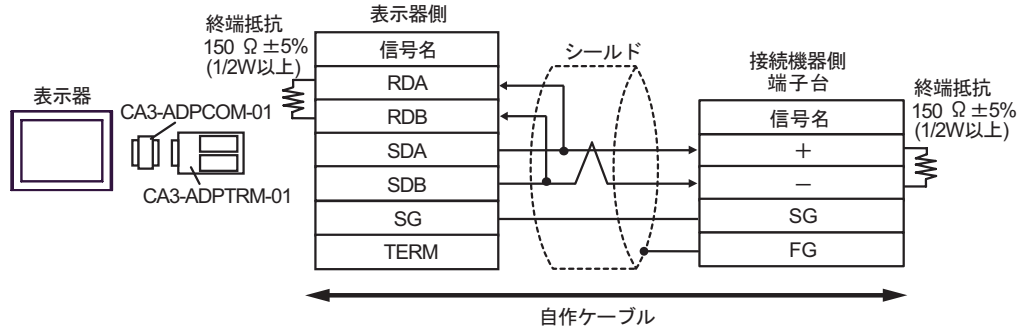 表示器
CA3-ADPCOM-01
CA3-ADPTRM-01
終端抵抗
150 Ω ±5%
(1/2W以上)
表示器側
信号名
RDA
RDB
SDA
SDB
SG
TERM
シールド
接続機器側
端子台
信号名
+
−
SG
FG
終端抵抗
150 Ω ±5%
(1/2W以上)
自作ケーブル